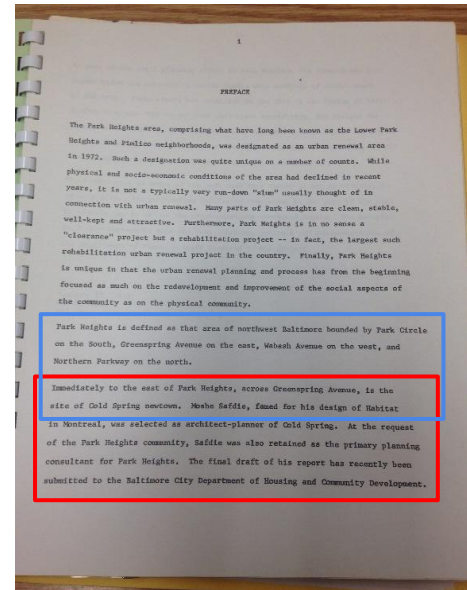 i
PREFACE
The Park Heights area, comprising what have long been known as the Lower Park
Heights and Pimlico neighborhoods, was designated as an urban renewal area
in 1972. Such a designation was quite unique on a number of counts. While
physical and socio-economic conditions of the area had declined in recent
years, it is not a typically very run-down "slum" usually thought of in
connection with urban renewal. Many parts of Park Heights are clean, stable,
well-kept and attractive. Furthermore, Park Heights is in no sense a
"clearance" project but a rehabilitation project -- in fact, the largest such
rehabilitation urban renewal project in the country. Finally, Park Heights
is unique in that the urban renewal planning and process has from the beginning
focused as much on the redevelopment and improvement of the social aspects of
the community as on the physical community.
Park Heights is defined as that area of northwest Baltimore bounded by Park Circle
on the South, Greenspring Avenue on the east, Wabash Avenue on the west, and
Northern Parkway on the north.
Immediately to the east of Park Heights, across Greenspring Avenue, is the
site of Cold Spring newtown. Moshe Safdie, famed for his design of Habitat
in Montreal, was selected as architect-planner of Cold Spring. At the request
of the Park Heights community, Safdie was also retained as the primary planning
consultant for Park Heights. The final draft of his report has recently been
submitted to the Baltimore City Department of Housing and Community Development.